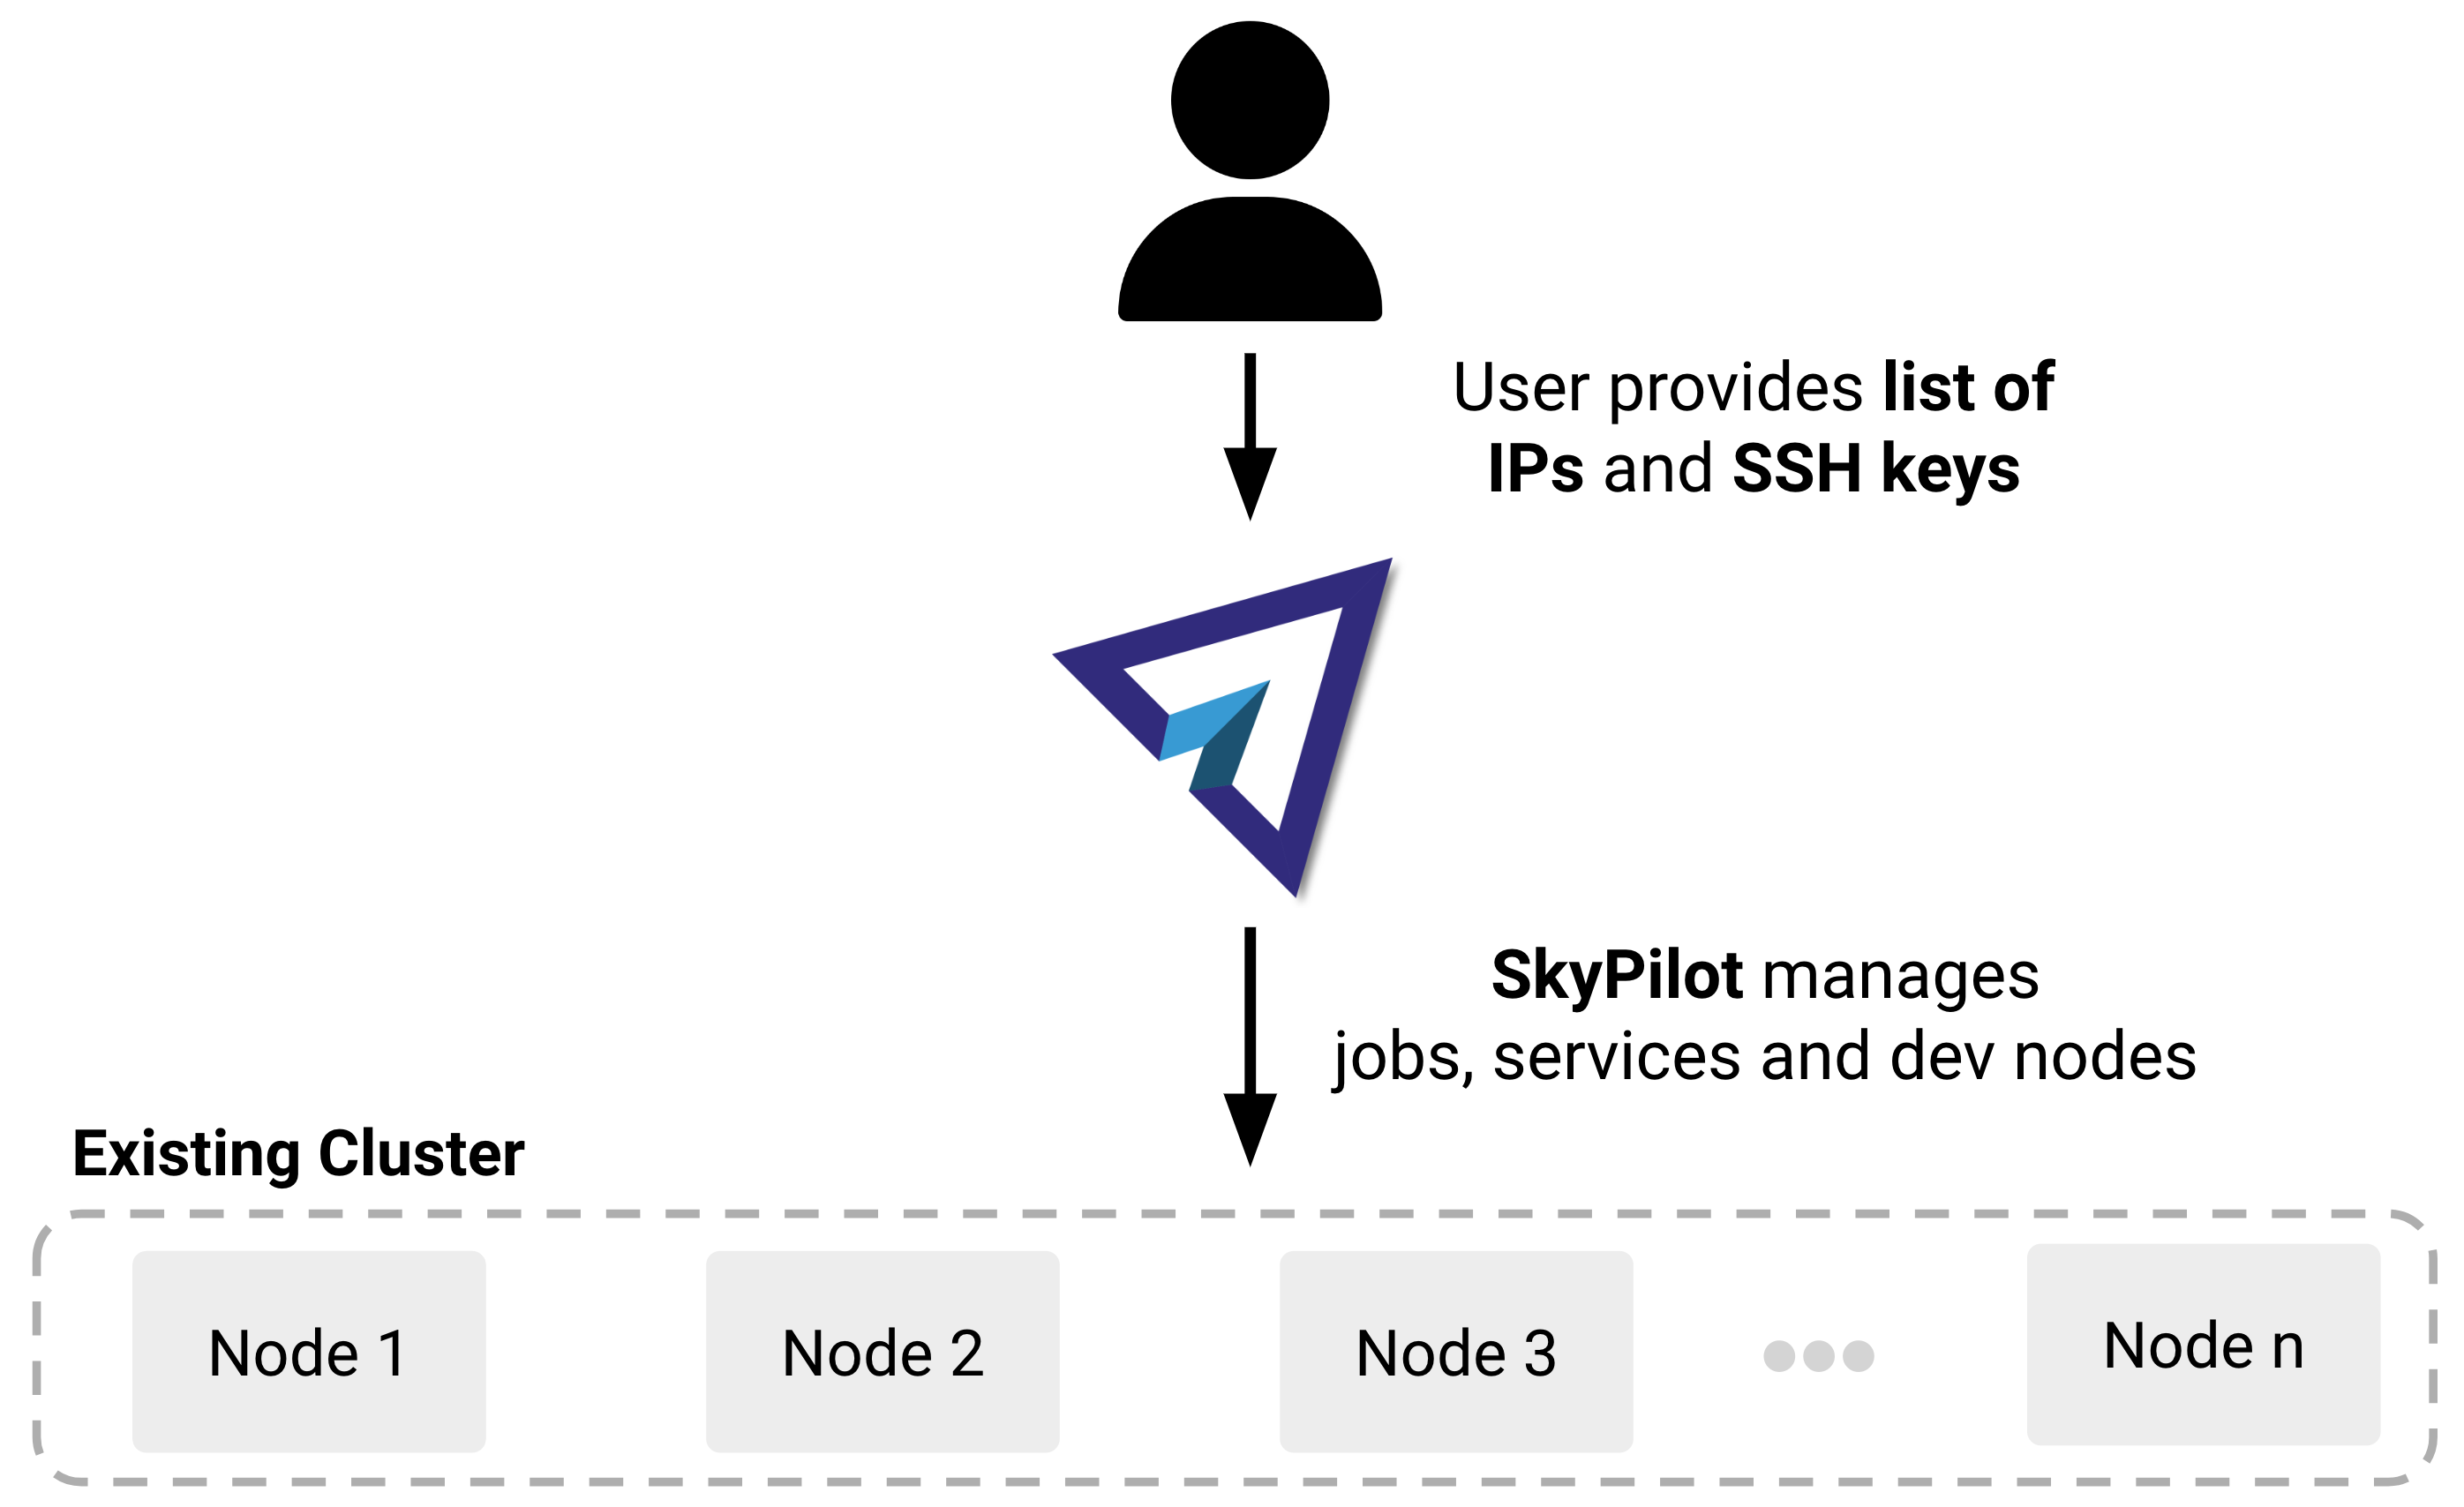 User provides list of
IPs and SSH keys
SkyPilot manages
jobs, services and dev nodes
Existing Cluster
Node 1
Node 2
Node 3
Node n